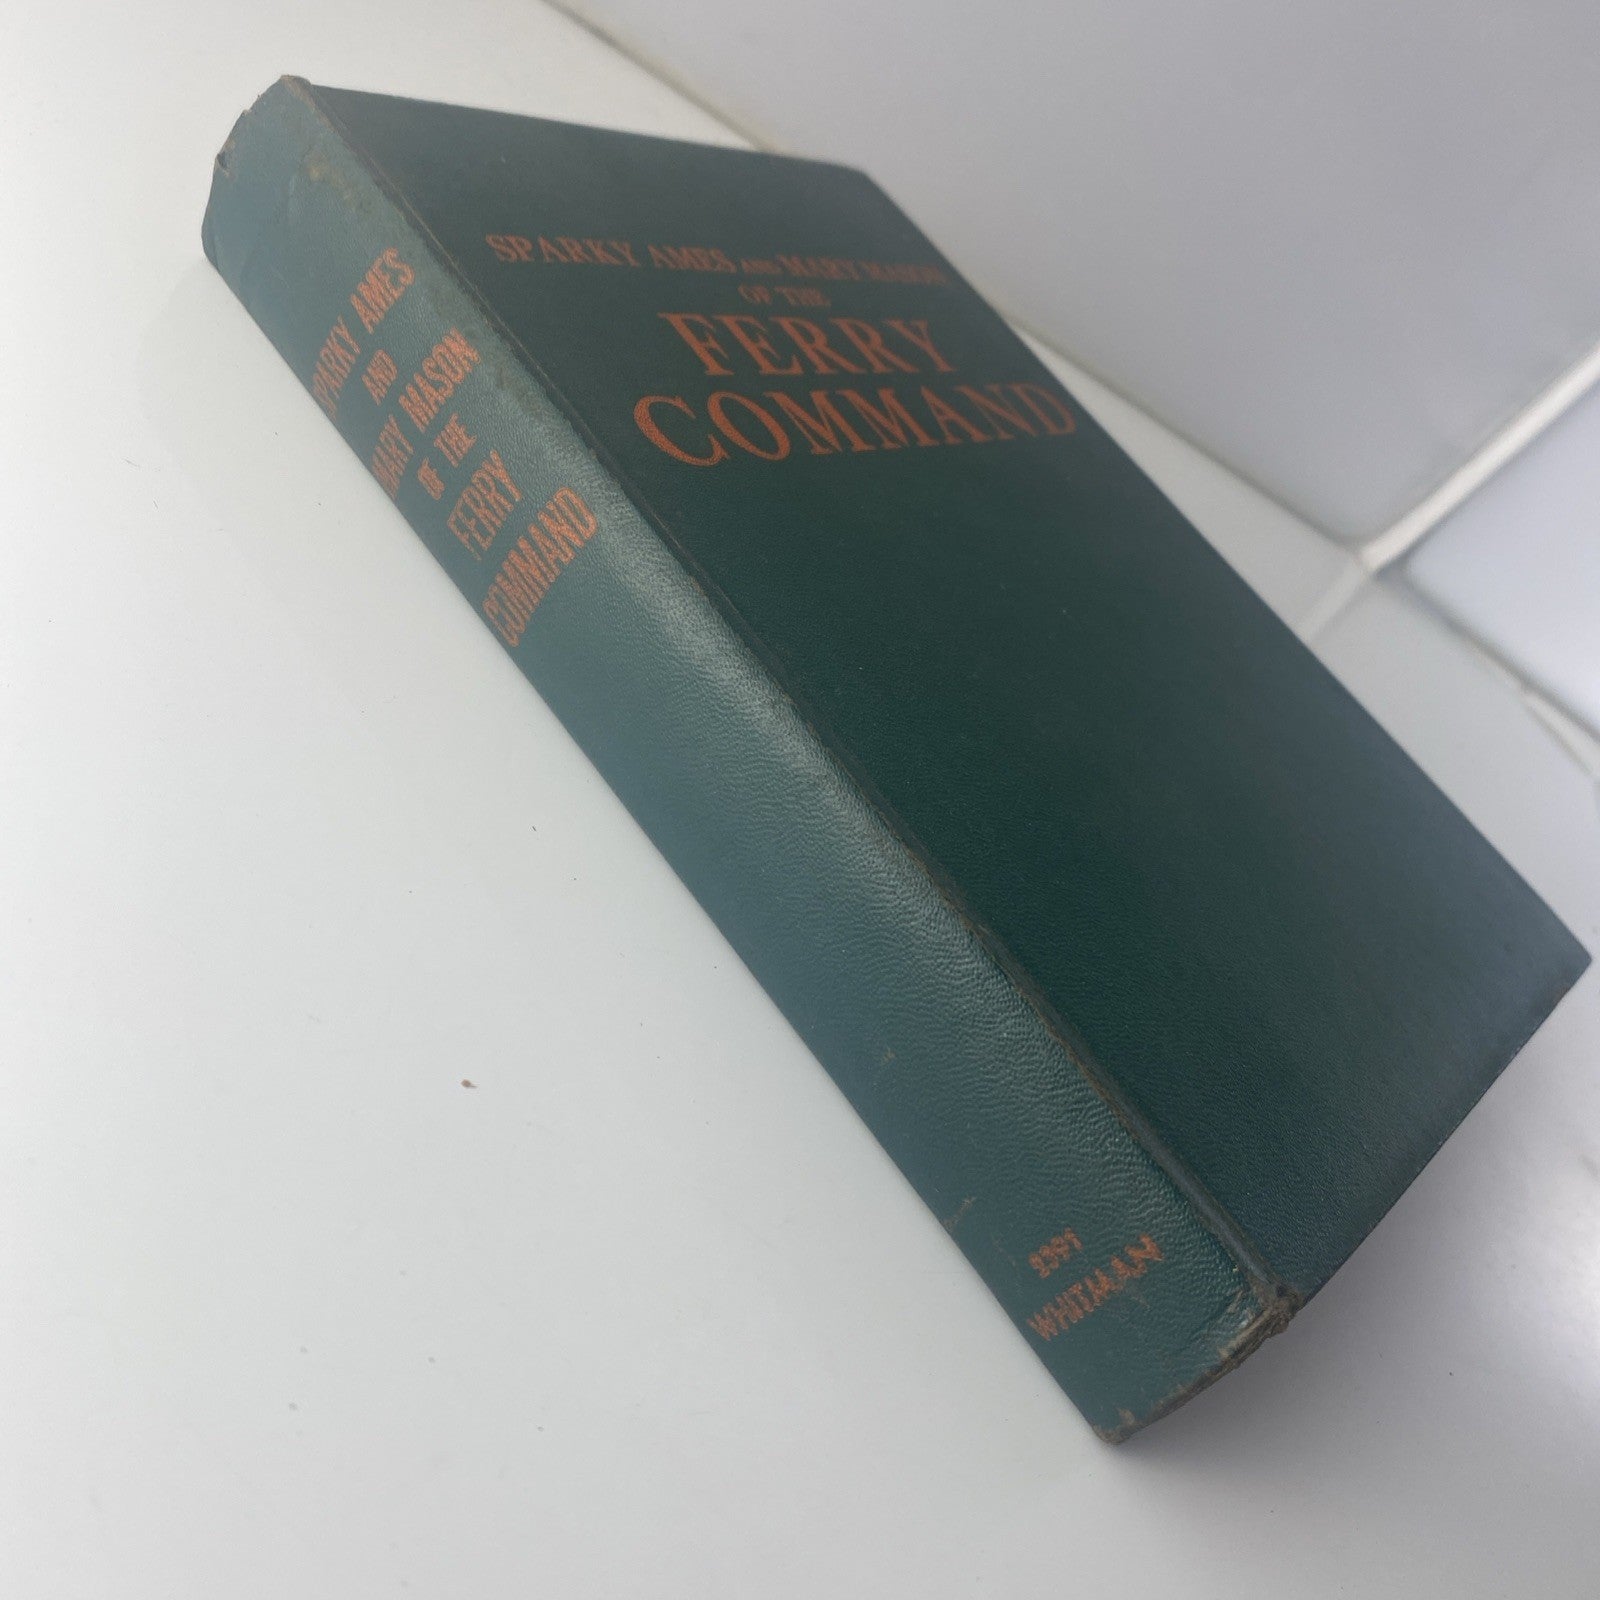 SPARKY AMES
AND
MARY MASON
OF THE
FERRY
COMMAND
2391
WHITMAN
SPARKY AMES AND MARY MASON
OF THE
FERRY
COMMAND